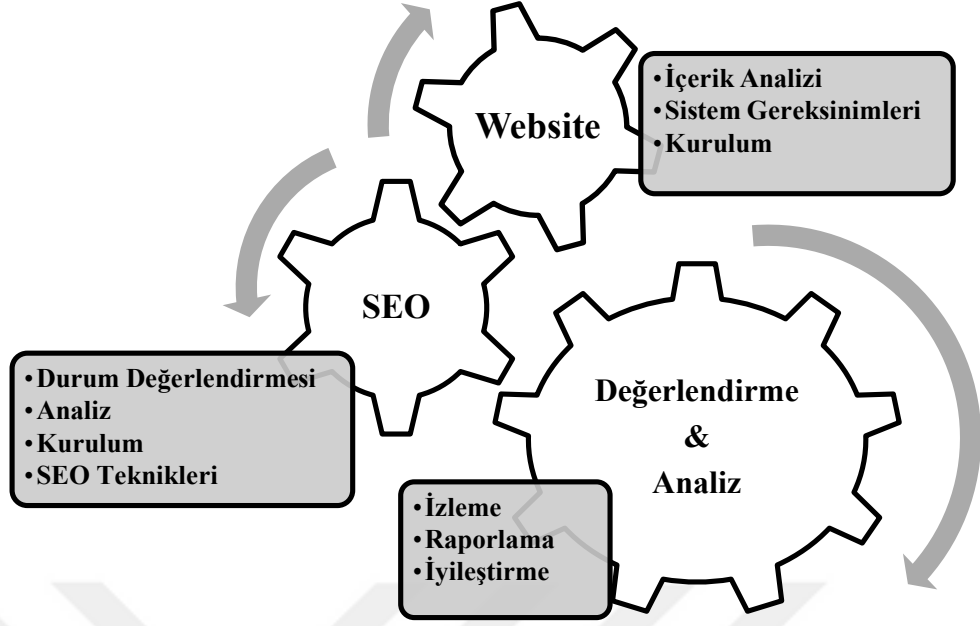 Website
•İçerik Analizi
•Sistem Gereksinimleri
•Kurulum
SEO
•Durum Değerlendirmesi
•Analiz
•Kurulum
•SEO Teknikleri
Değerlendirme
&
Analiz
•İzleme
•Raporlama
•İyileştirme